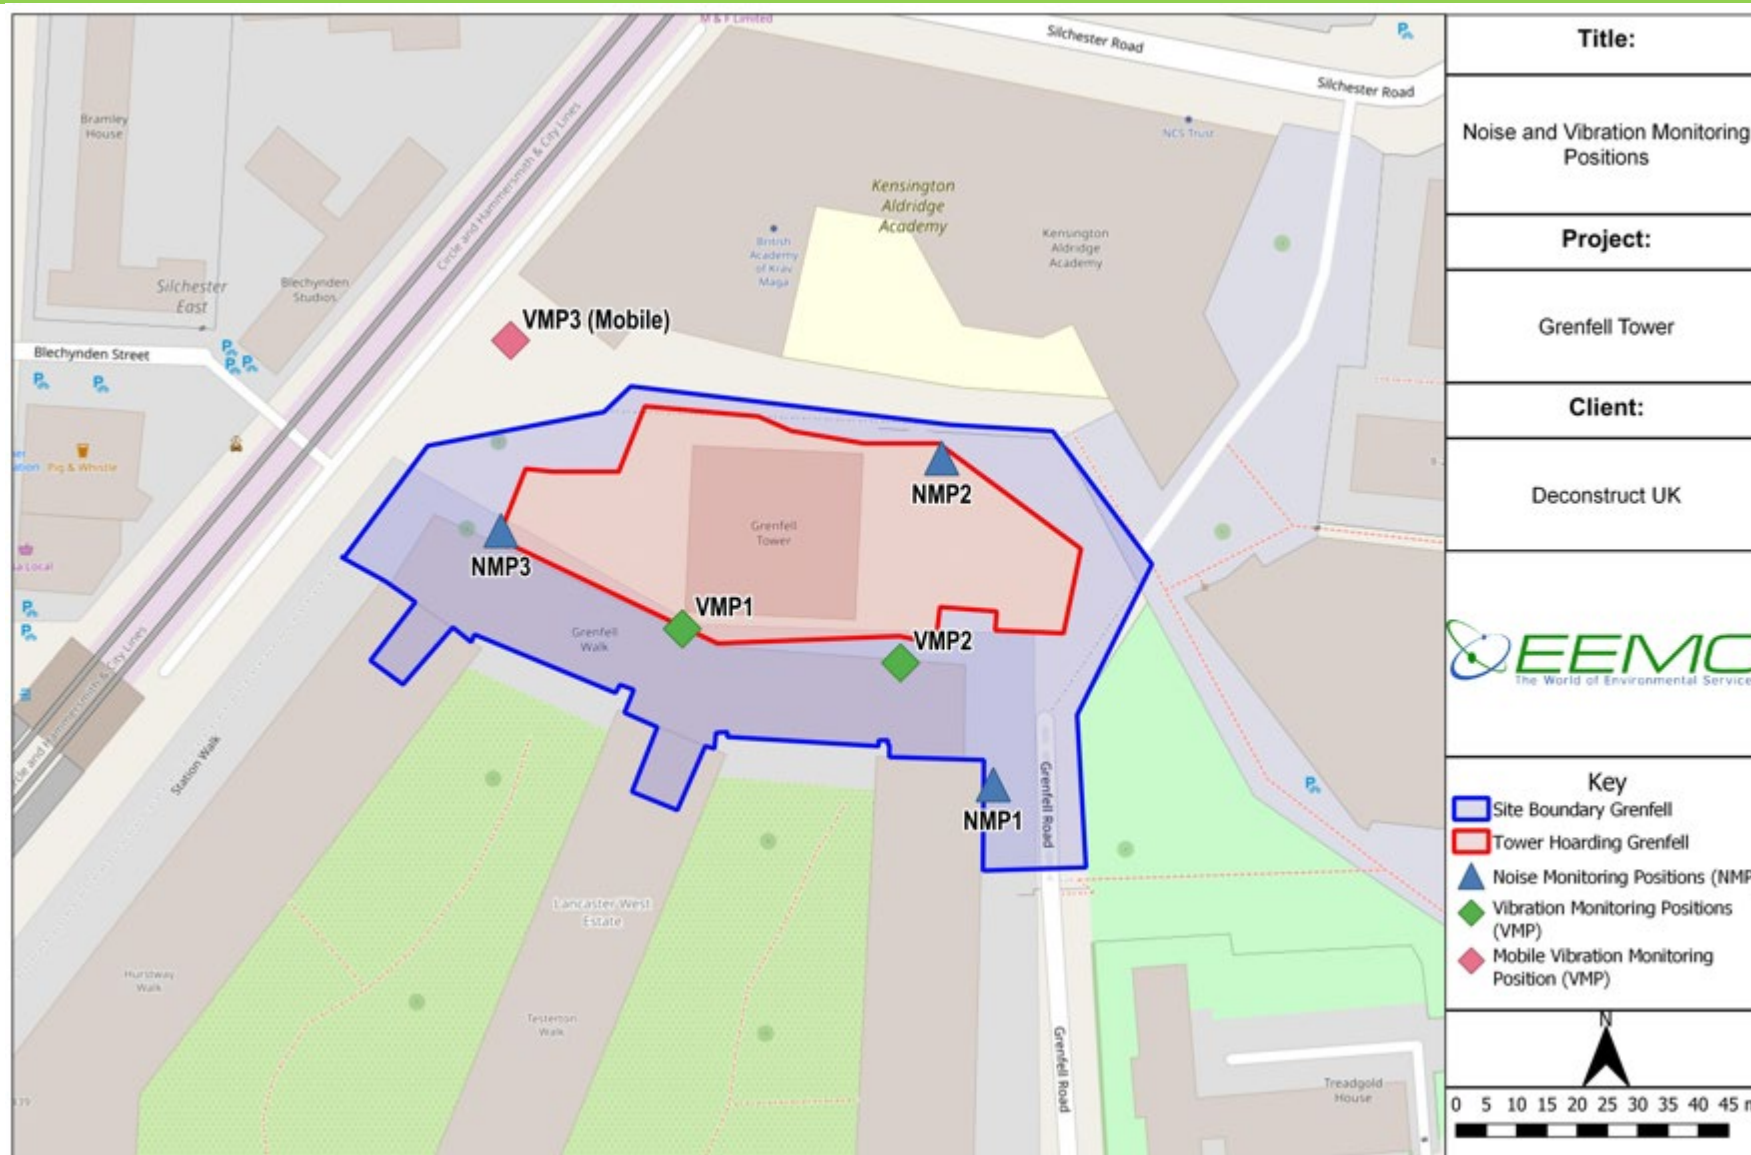 M & F Limited
Silchester Road
Silchester Road
Bramley
House
NCS Trust
Circle and Hammersmith & City Lines
Kensington
Aldridge
Academy
British
Academy
of Krav
Maga
Kensington
Aldridge
Academy
Silchester
East
Blechynden
Studios
VMP3 (Mobile)
Blechynden Street
Pig & Whistle
Local
NMP2
Grenfell
Tower
NMP3
VMP1
VMP2
Grenfell
Walk
Circle and Hammersmith & City Lines
Station Walk
Grenfell Road
NMP1
Lancaster West
Estate
Hurstway
Walk
Testerton
Walk
Grenfell Road
Treadgold
House
Title:
Noise and Vibration Monitoring
Positions
Project:
Grenfell Tower
Client:
Deconstruct UK
EEMC
The World of Environmental Service
Key
Site Boundary Grenfell
Tower Hoarding Grenfell
Noise Monitoring Positions (NMP
Vibration Monitoring Positions
(VMP)
Mobile Vibration Monitoring
Position (VMP)
N
0 5 10 15 20 25 30 35 40 45